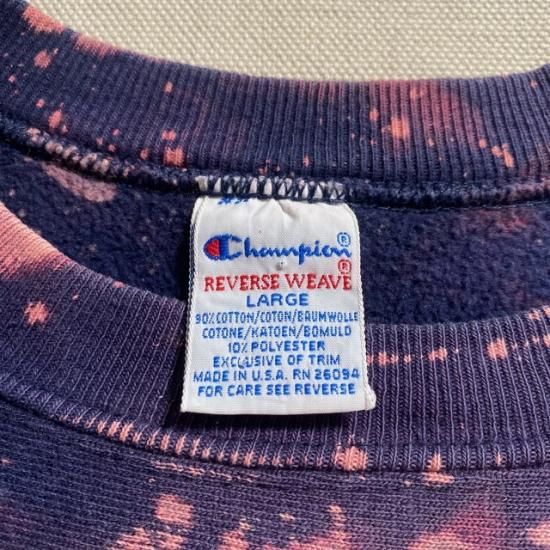 Champion®
REVERSE WEAVE®
LARGE
90% COTTON/COTON/BAUMWOLLE
COTONE/KATOEN/BOMULD
10% POLYESTER
EXCLUSIVE OF TRIM
MADE IN U.S.A. RN 26094
FOR CARE SEE REVERSE